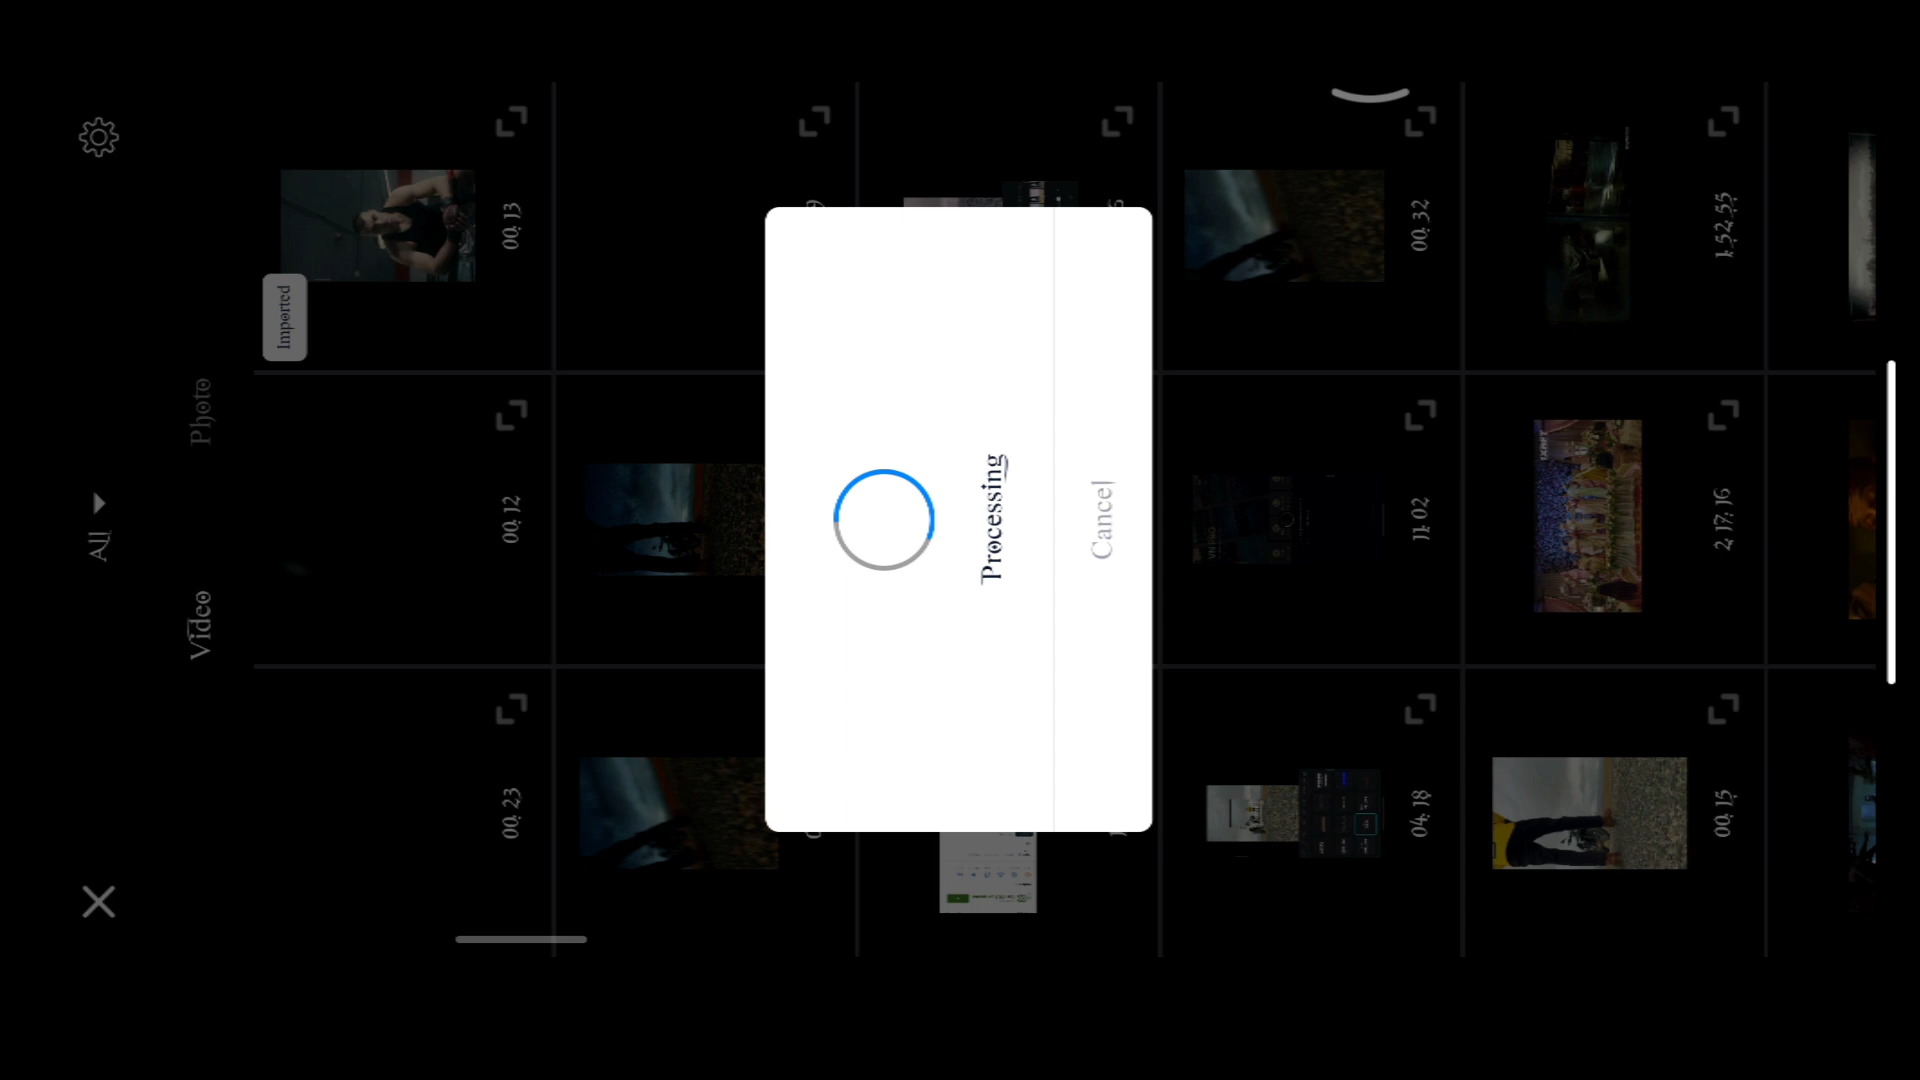 All
Video Photo
Imported
00:23 00:12 00:13
Processing
Cancel
04:18 11:02 00:32
00:15 2:17:16 1:52:55